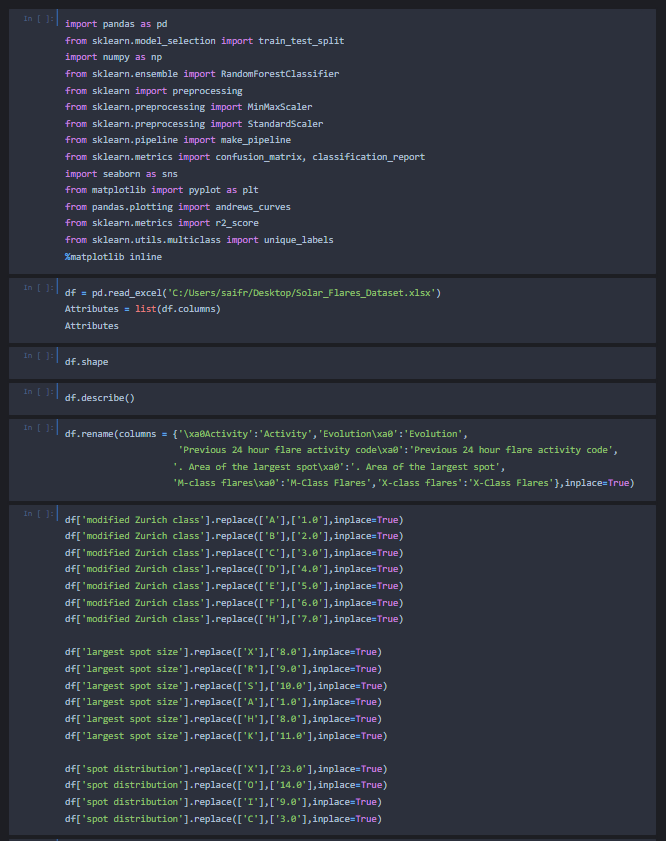 In [ ]:
import pandas as pd
from sklearn.model_selection import train_test_split
import numpy as np
from sklearn.ensemble import RandomForestClassifier
from sklearn import preprocessing
from sklearn.preprocessing import MinMaxScaler
from sklearn.preprocessing import StandardScaler
from sklearn.pipeline import make_pipeline
from sklearn.metrics import confusion_matrix, classification_report
import seaborn as sns
from matplotlib import pyplot as plt
from pandas.plotting import andrews_curves
from sklearn.metrics import r2_score
from sklearn.utils.multiclass import unique_labels
%matplotlib inline
In [ ]:
df = pd.read_excel('C:/Users/saifr/Desktop/Solar_Flares_Dataset.xlsx')
Attributes = list(df.columns)
Attributes
In [ ]:
df.shape
In [ ]:
df.describe()
In [ ]:
df.rename(columns = {'\xa0Activity':'Activity','Evolution\xa0':'Evolution',
'Previous 24 hour flare activity code\xa0':'Previous 24 hour flare activity code',
'. Area of the largest spot\xa0':'. Area of the largest spot',
'M-class flares\xa0':'M-Class Flares','X-class flares':'X-Class Flares'},inplace=True)
In [ ]:
df['modified Zurich class'].replace(['A'],['1.0'],inplace=True)
df['modified Zurich class'].replace(['B'],['2.0'],inplace=True)
df['modified Zurich class'].replace(['C'],['3.0'],inplace=True)
df['modified Zurich class'].replace(['D'],['4.0'],inplace=True)
df['modified Zurich class'].replace(['E'],['5.0'],inplace=True)
df['modified Zurich class'].replace(['F'],['6.0'],inplace=True)
df['modified Zurich class'].replace(['H'],['7.0'],inplace=True)
df['largest spot size'].replace(['X'],['8.0'],inplace=True)
df['largest spot size'].replace(['R'],['9.0'],inplace=True)
df['largest spot size'].replace(['S'],['10.0'],inplace=True)
df['largest spot size'].replace(['A'],['1.0'],inplace=True)
df['largest spot size'].replace(['H'],['8.0'],inplace=True)
df['largest spot size'].replace(['K'],['11.0'],inplace=True)
df['spot distribution'].replace(['X'],['23.0'],inplace=True)
df['spot distribution'].replace(['O'],['14.0'],inplace=True)
df['spot distribution'].replace(['I'],['9.0'],inplace=True)
df['spot distribution'].replace(['C'],['3.0'],inplace=True)